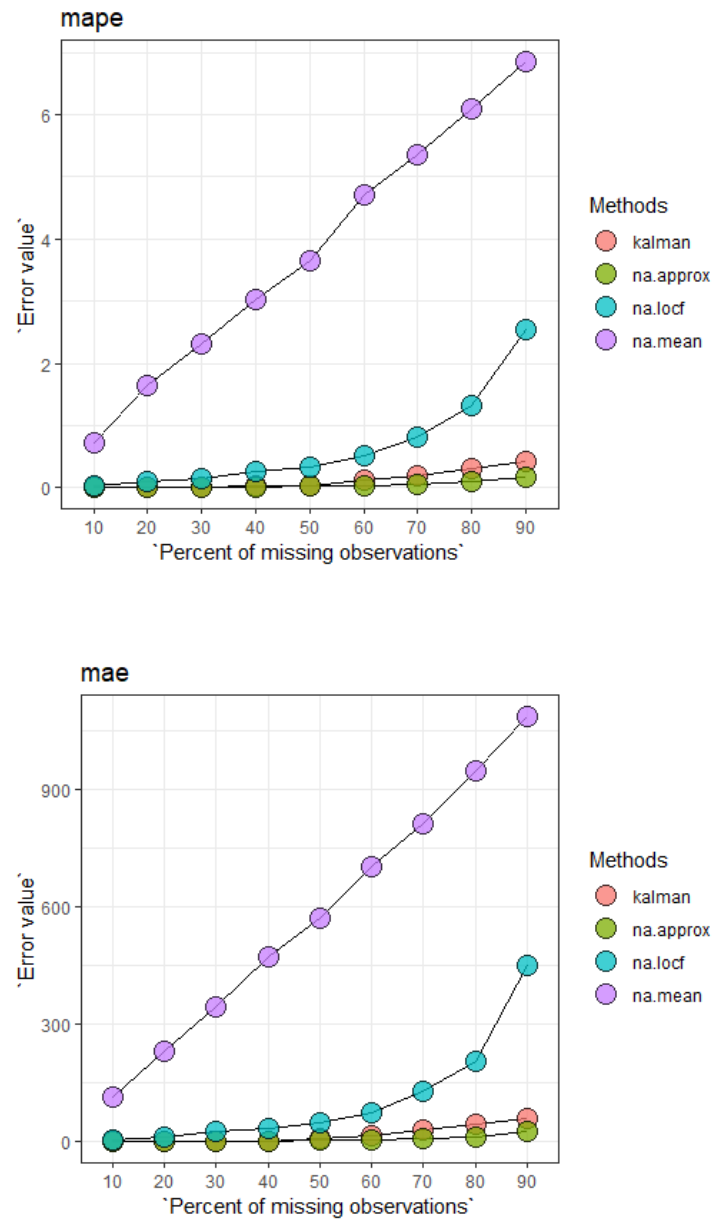 mape
6
4
2
0
`Error value`
10 20 30 40 50 60 70 80 90
`Percent of missing observations`
Methods
kalman
na.approx
na.locf
na.mean
mae
900
600
300
0
`Error value`
10 20 30 40 50 60 70 80 90
`Percent of missing observations`
Methods
kalman
na.approx
na.locf
na.mean